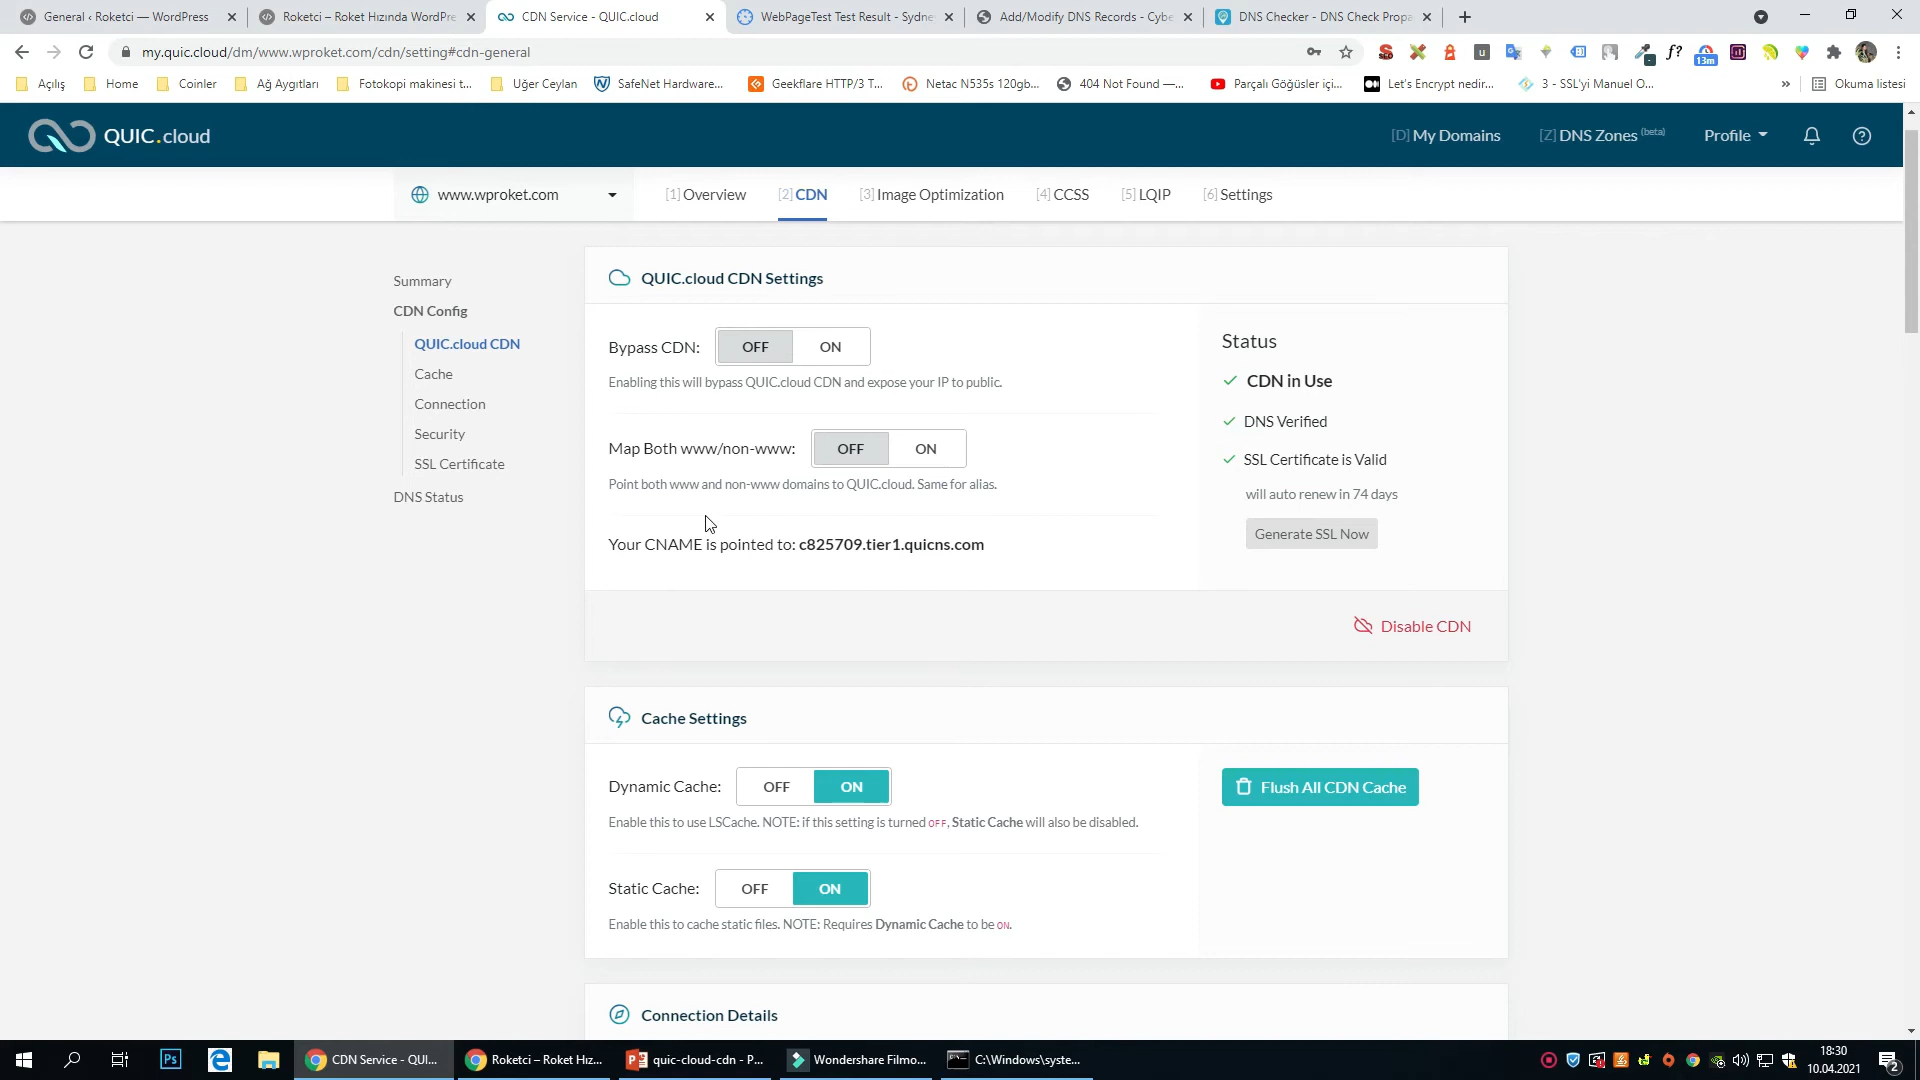 General ‹ Roketci — WordPress
Roketci – Roket Hızında WordPre
CDN Service - QUIC.cloud
WebPageTest Test Result - Sydne
Add/Modify DNS Records - Cybe
DNS Checker - DNS Check Propa
my.quic.cloud/dm/www.wproket.com/cdn/setting#cdn-general
13m
Açılış
Home
Coinler
Ağ Aygıtları
Fotokopi makinesi t...
Uğer Ceylan
SafeNet Hardware...
Geekflare HTTP/3 T...
Netac N535s 120gb...
404 Not Found —...
Parçalı Göğüsler içi...
Let's Encrypt nedir...
3 - SSL'yi Manuel O...
»
Okuma listesi
QUIC.cloud
[D] My Domains
[Z] DNS Zones (beta)
Profile
www.wproket.com
[1] Overview
[2] CDN
[3] Image Optimization
[4] CCSS
[5] LQIP
[6] Settings
Summary
CDN Config
QUIC.cloud CDN
Cache
Connection
Security
SSL Certificate
DNS Status
QUIC.cloud CDN Settings
Bypass CDN: OFF ON
Enabling this will bypass QUIC.cloud CDN and expose your IP to public.
Map Both www/non-www: OFF ON
Point both www and non-www domains to QUIC.cloud. Same for alias.
Your CNAME is pointed to: c825709.tier1.quicns.com
Status
CDN in Use
DNS Verified
SSL Certificate is Valid
will auto renew in 74 days
Generate SSL Now
Disable CDN
Cache Settings
Dynamic Cache: OFF ON
Enable this to use LSCache. NOTE: if this setting is turned OFF, Static Cache will also be disabled.
Flush All CDN Cache
Static Cache: OFF ON
Enable this to cache static files. NOTE: Requires Dynamic Cache to be ON.
Connection Details
Ps
CDN Service - QUI...
Roketci – Roket Hız...
quic-cloud-cdn - P...
Wondershare Filmo...
C:\Windows\syste...
18:30
10.04.2021
2